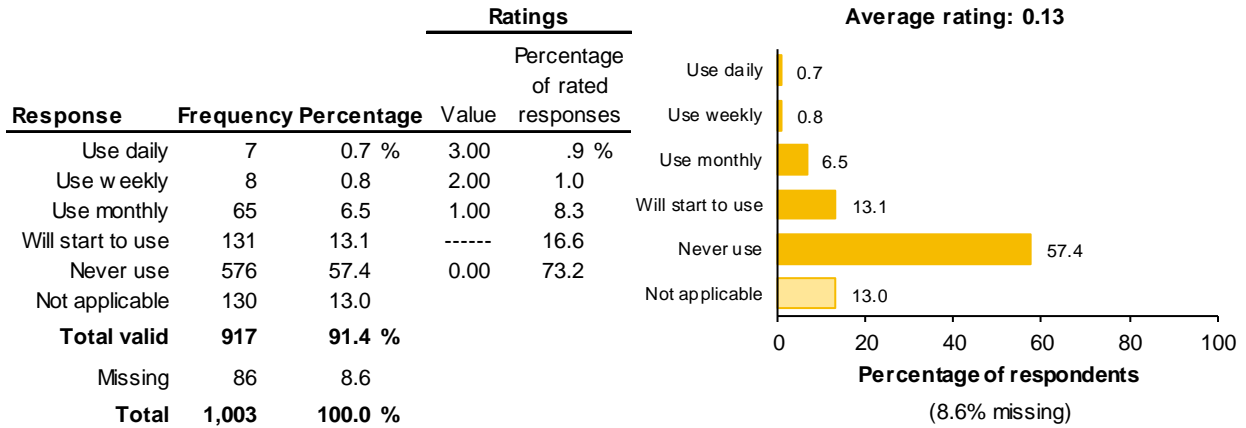 Ratings
Response Frequency Percentage Value Percentage of rated responses
Use daily 7 0.7 % 3.00 .9 %
Use weekly 8 0.8 2.00 1.0
Use monthly 65 6.5 1.00 8.3
Will start to use 131 13.1 ------ 16.6
Never use 576 57.4 0.00 73.2
Not applicable 130 13.0
Total valid 917 91.4 %
Missing 86 8.6
Total 1,003 100.0 %
Average rating: 0.13
Use daily 0.7
Use weekly 0.8
Use monthly 6.5
Will start to use 13.1
Never use 57.4
Not applicable 13.0
0 20 40 60 80 100
Percentage of respondents
(8.6% missing)